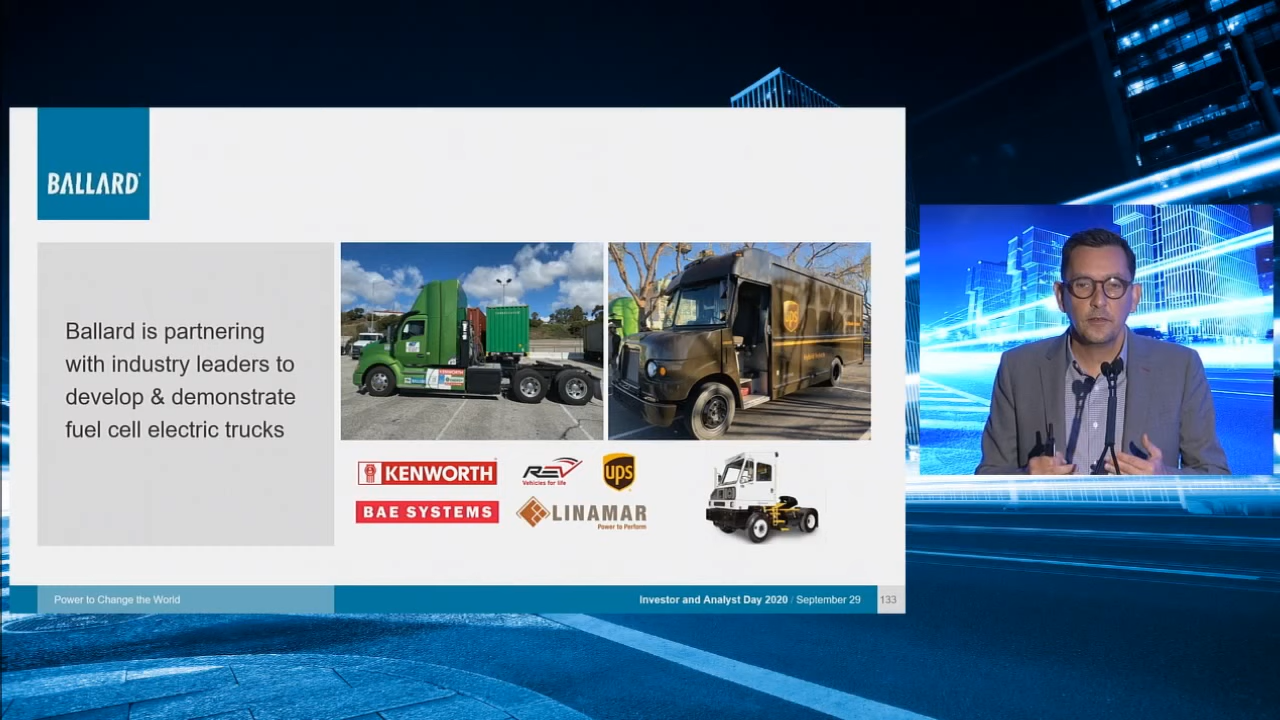 BALLARD
Ballard is partnering
with industry leaders to
develop & demonstrate
fuel cell electric trucks
ups
KENWORTH
REV
Vehicles for life
ups
BAE SYSTEMS
LINAMAR
Power to Perform
Power to Change the World
Investor and Analyst Day 2020 / September 29
133